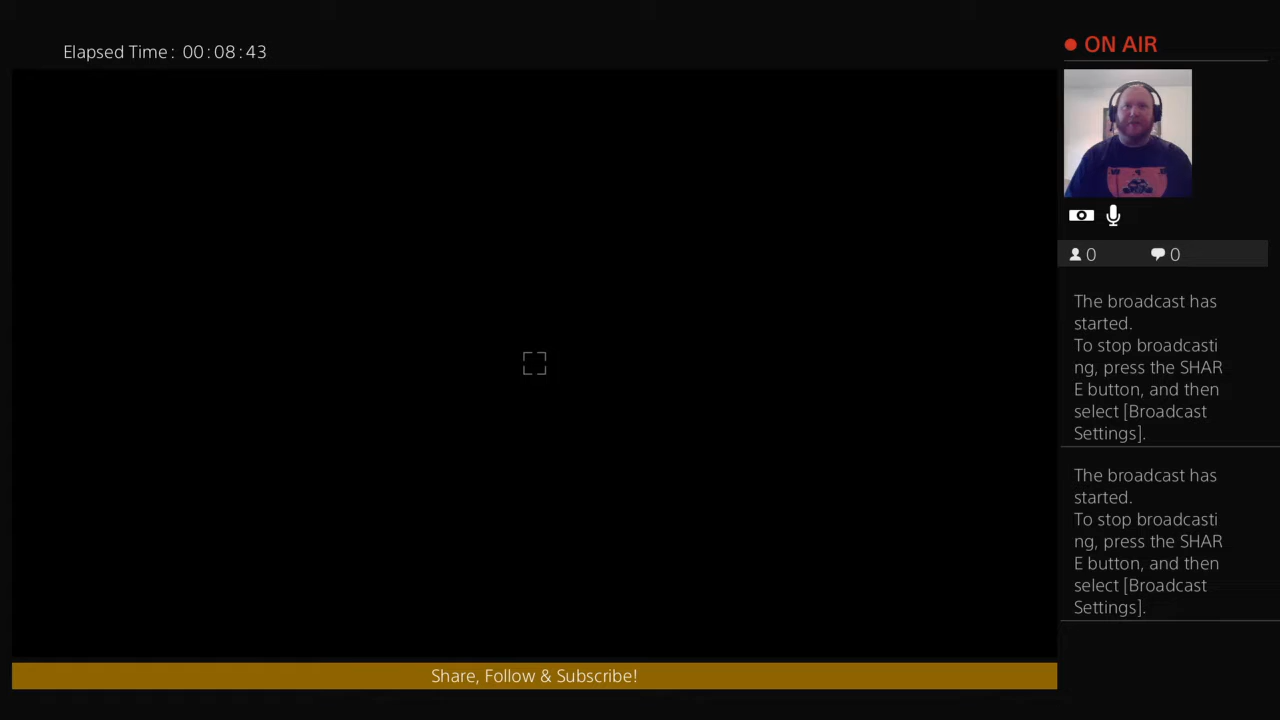 Elapsed Time: 00:08:43
ON AIR
0 0
The broadcast has
started.
To stop broadcasti
ng, press the SHAR
E button, and then
select [Broadcast
Settings].
The broadcast has
started.
To stop broadcasti
ng, press the SHAR
E button, and then
select [Broadcast
Settings].
Share, Follow & Subscribe!